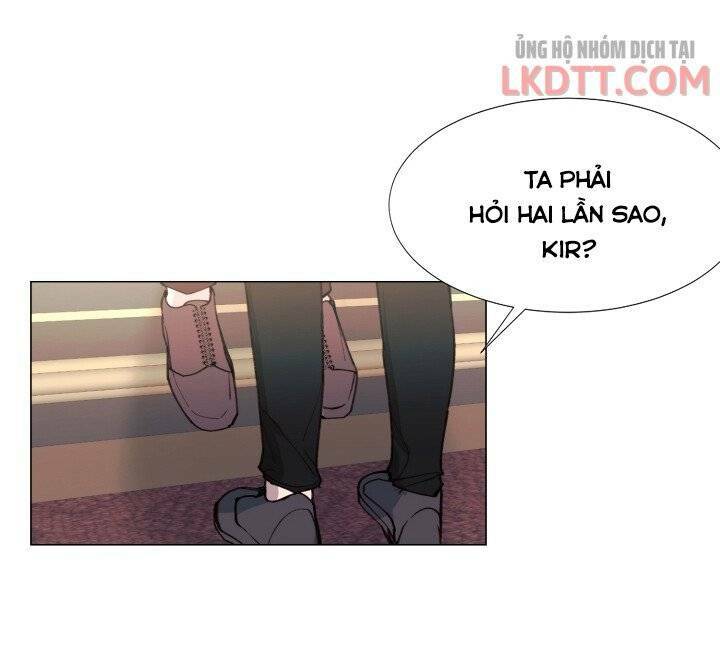 ỦNG HỘ NHÓM DỊCH TẠI
LKDTT.COM
TA PHẢI
HỎI HAI LẦN SAO,
KIR?